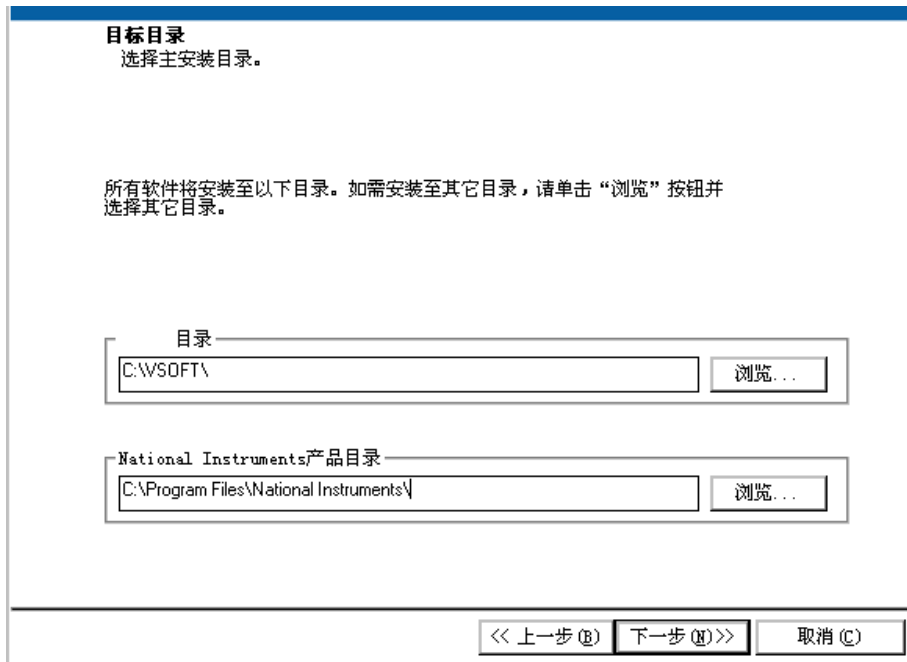 目标目录
选择主安装目录。
所有软件将安装至以下目录。如需安装至其它目录，请单击“浏览”按钮并
选择其它目录。
目录
C:\VSOFT\
浏览...
National Instruments产品目录
C:\Program Files\National Instruments\
浏览...
<< 上一步(B)
下一步(N)>>
取消(C)